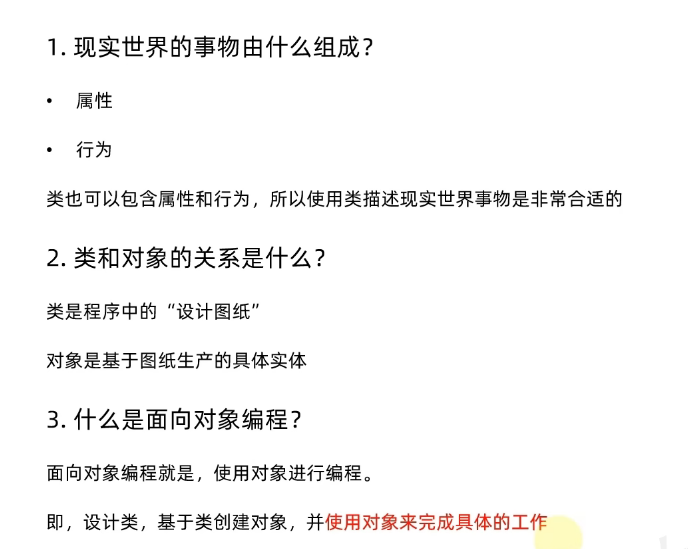 1. 现实世界的事物由什么组成？
• 属性
• 行为
类也可以包含属性和行为，所以使用类描述现实世界事物是非常合适的
2. 类和对象的关系是什么？
类是程序中的“设计图纸”
对象是基于图纸生产的具体实体
3. 什么是面向对象编程？
面向对象编程就是，使用对象进行编程。
即，设计类，基于类创建对象，并使用对象来完成具体的工作